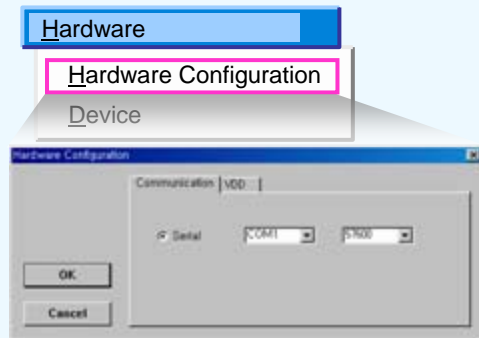 Hardware
Hardware Configuration
Device
Hardware Configuration
Communication VDD
Serial COM1 57600
OK
Cancel